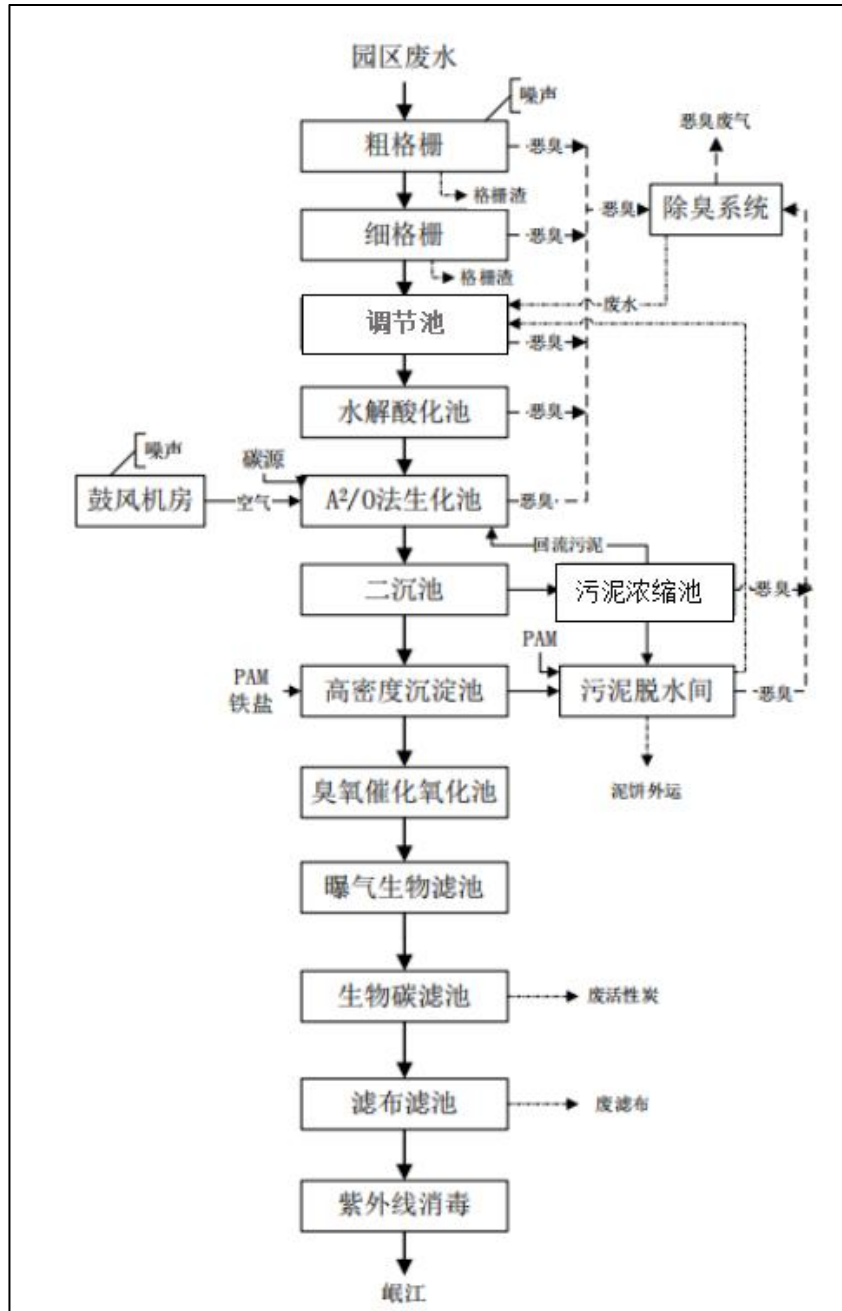 园区废水
噪声
粗格栅
恶臭
恶臭废气
格栅渣
细格栅
恶臭
恶臭
除臭系统
格栅渣
废水
调节池
恶臭
水解酸化池
恶臭
噪声
碳源
鼓风机房
空气
A²/O法生化池
恶臭
回流污泥
二沉池
污泥浓缩池
恶臭
PAM
PAM
铁盐
高密度沉淀池
污泥脱水间
恶臭
臭氧催化氧化池
泥饼外运
曝气生物滤池
生物碳滤池
废活性炭
滤布滤池
废滤布
紫外线消毒
岷江